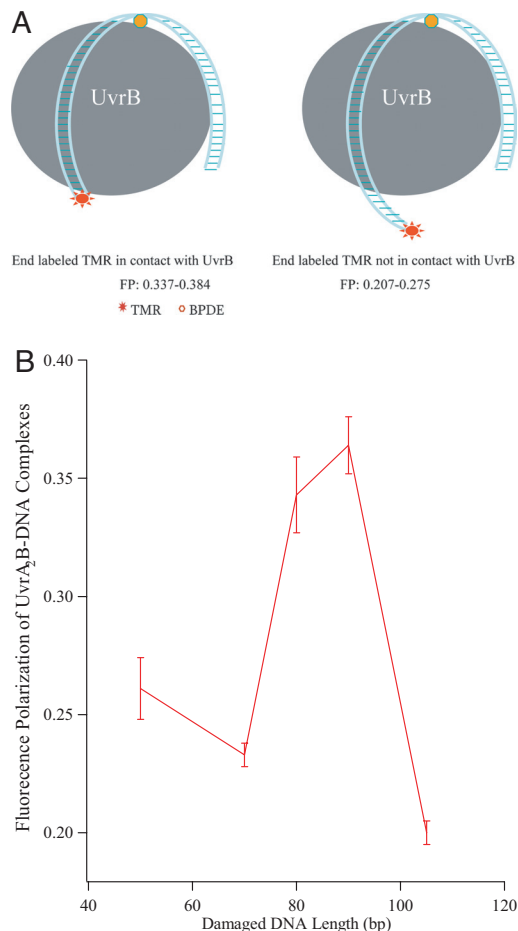 A
UvrB
UvrB
End labeled TMR in contact with UvrB
End labeled TMR not in contact with UvrB
FP: 0.337-0.384
FP: 0.207-0.275
TMR BPDE
B
Fluorecence Polarization of UvrA2B-DNA Complexes
0.40
0.35
0.30
0.25
0.20
40 60 80 100 120
Damaged DNA Length (bp)